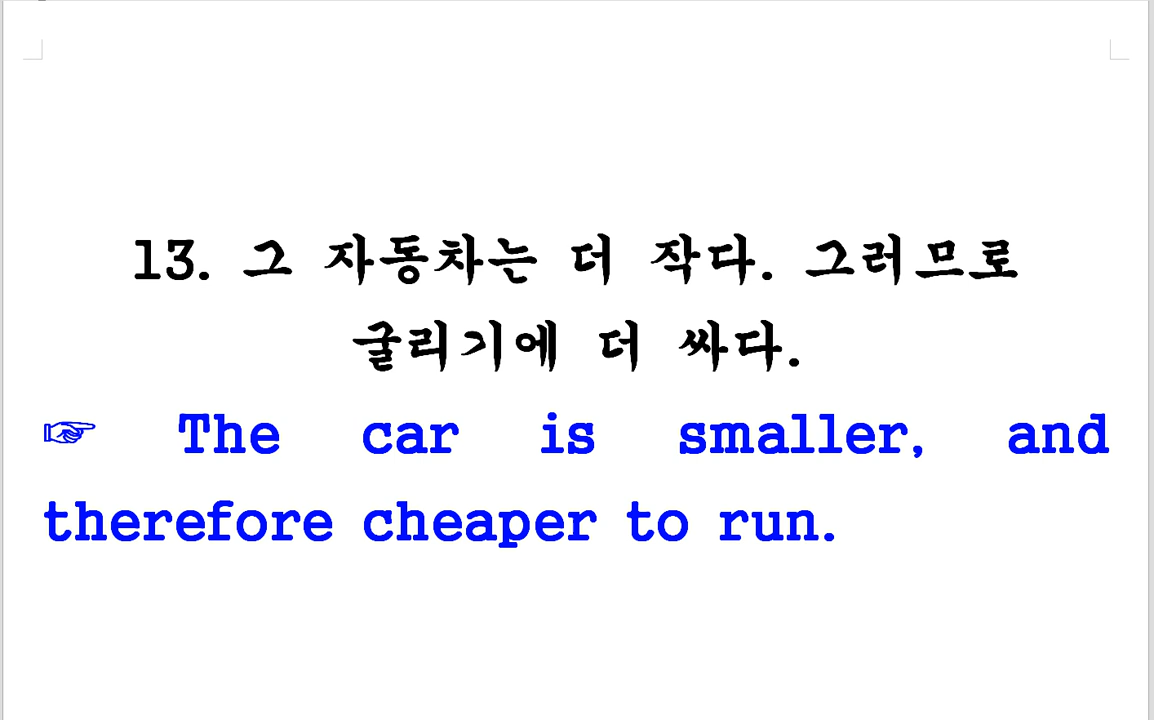 13. 그 자동차는 더 작다. 그러므로
굴리기에 더 싸다.
☞ The car is smaller, and
therefore cheaper to run.